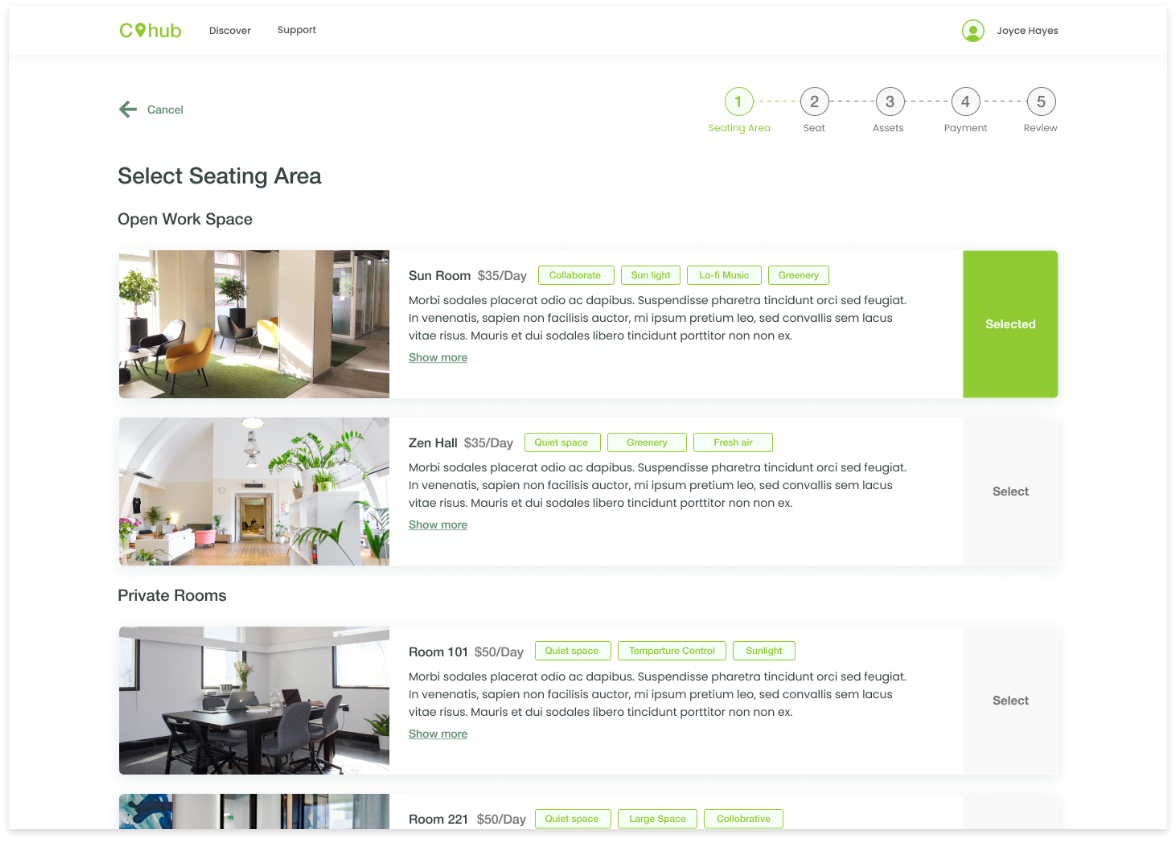 Cohub Discover Support Joyce Hayes
Cancel
1 2 3 4 5
Seating Area Seat Assets Payment Review
Select Seating Area
Open Work Space
Sun Room $35/Day Collaborate Sun light Lo-fi Music Greenery
Morbi sodales placerat odio ac dapibus. Suspendisse pharetra tincidunt orci sed feugiat.
In venenatis, sapien non facilisis auctor, mi ipsum pretium leo, sed convallis sem lacus
vitae risus. Mauris et dui sodales libero tincidunt porttitor non non ex.
Show more
Selected
Zen Hall $35/Day Quiet space Greenery Fresh air
Morbi sodales placerat odio ac dapibus. Suspendisse pharetra tincidunt orci sed feugiat.
In venenatis, sapien non facilisis auctor, mi ipsum pretium leo, sed convallis sem lacus
vitae risus. Mauris et dui sodales libero tincidunt porttitor non non ex.
Show more
Select
Private Rooms
Room 101 $50/Day Quiet space Temperture Control Sunlight
Morbi sodales placerat odio ac dapibus. Suspendisse pharetra tincidunt orci sed feugiat.
In venenatis, sapien non facilisis auctor, mi ipsum pretium leo, sed convallis sem lacus
vitae risus. Mauris et dui sodales libero tincidunt porttitor non non ex.
Show more
Select
Room 221 $50/Day Quiet space Large Space Collobrative